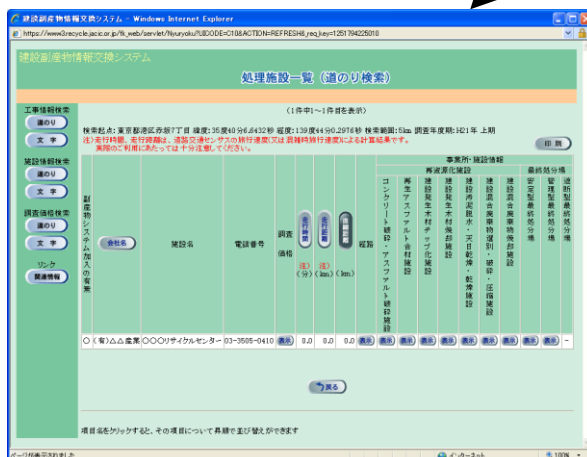 建設副産物情報交換システム - Windows Internet Explorer
https://www3.recycle.jacic.or.jp/fk_web/servlet/Nyuryoku?UIDCODE=C10&ACTION=REFRESH&_req_key=1251794225010
建設副産物情報交換システム
処理施設一覧（道のり検索）
工事情報検索
道のり
文 字
施設情報検索
道のり
文 字
調査価格検索
道のり
文 字
リンク
関連情報
(1件中1～1件目を表示)
検索起点:東京都港区赤坂7丁目 緯度:35度40分6.6432秒 経度:139度44分0.2976秒 検索範囲:5km 調査年度期:H21年 上期
注)走行時間、走行距離は、道路交通センサスの旅行速度(又は混雑時旅行速度)による計算結果です。
実際のご利用にあたっては十分注意してください。
印 刷
副産物システム加入の有無
会社名
施設名
電話番号
調査価格
走行時間
注)
(分)
走行距離
注)
(km)
直線距離
(km)
経路
事業所・施設情報
再資源化施設
最終処分場
コンクリート破砕・アスファルト破砕施設
再生アスファルト合材施設
建設発生木材チップ化施設
建設発生木材焼却施設
建設汚泥脱水・天日乾燥・乾燥施設
建設混合廃棄物選別・破砕・圧縮施設
建設混合廃棄物焼却施設
安定型最終処分場
管理型最終処分場
遮断型最終処分場
○ (有)△△産業 ○○○リサイクルセンター 03-3505-0410 表示 0.0 0.0 0.0 表示 表示 表示 表示 表示 表示 表示 表示 表示 表示 -
戻る
項目名をクリックすると、その項目について昇順で並び替えができます
ページが表示されました
インターネット
100%